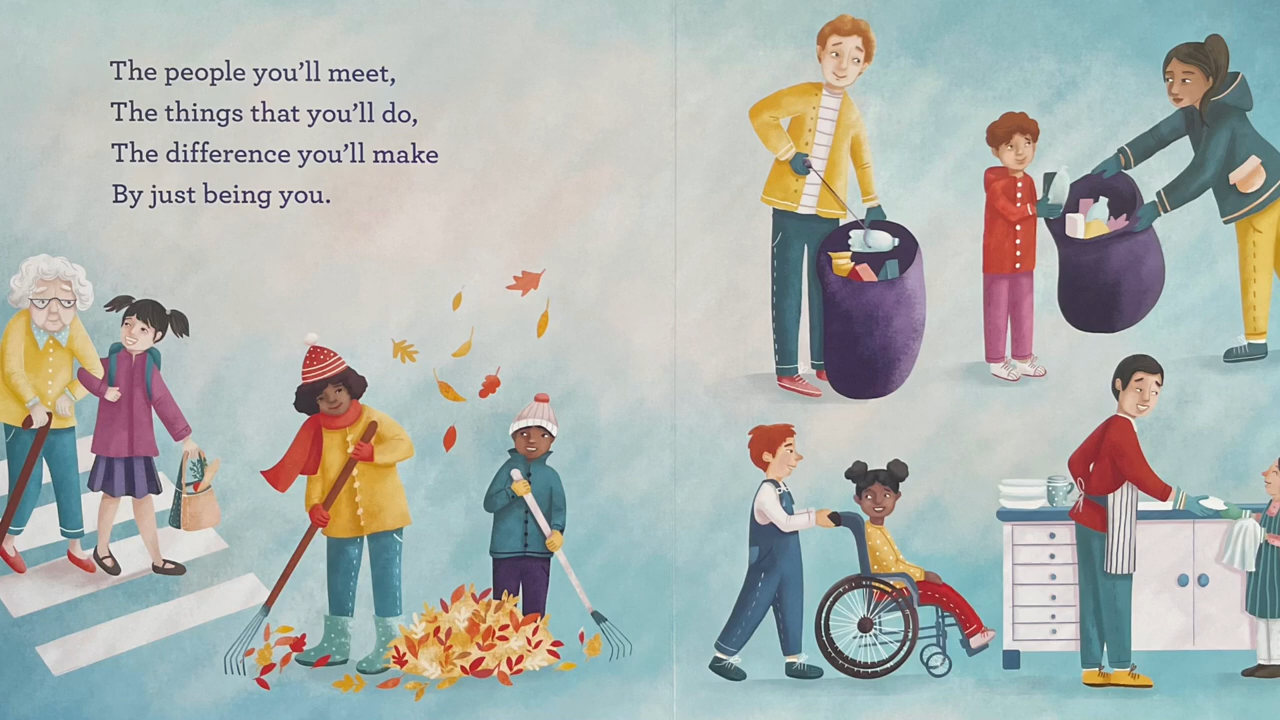 The people you’ll meet,
The things that you’ll do,
The difference you’ll make
By just being you.